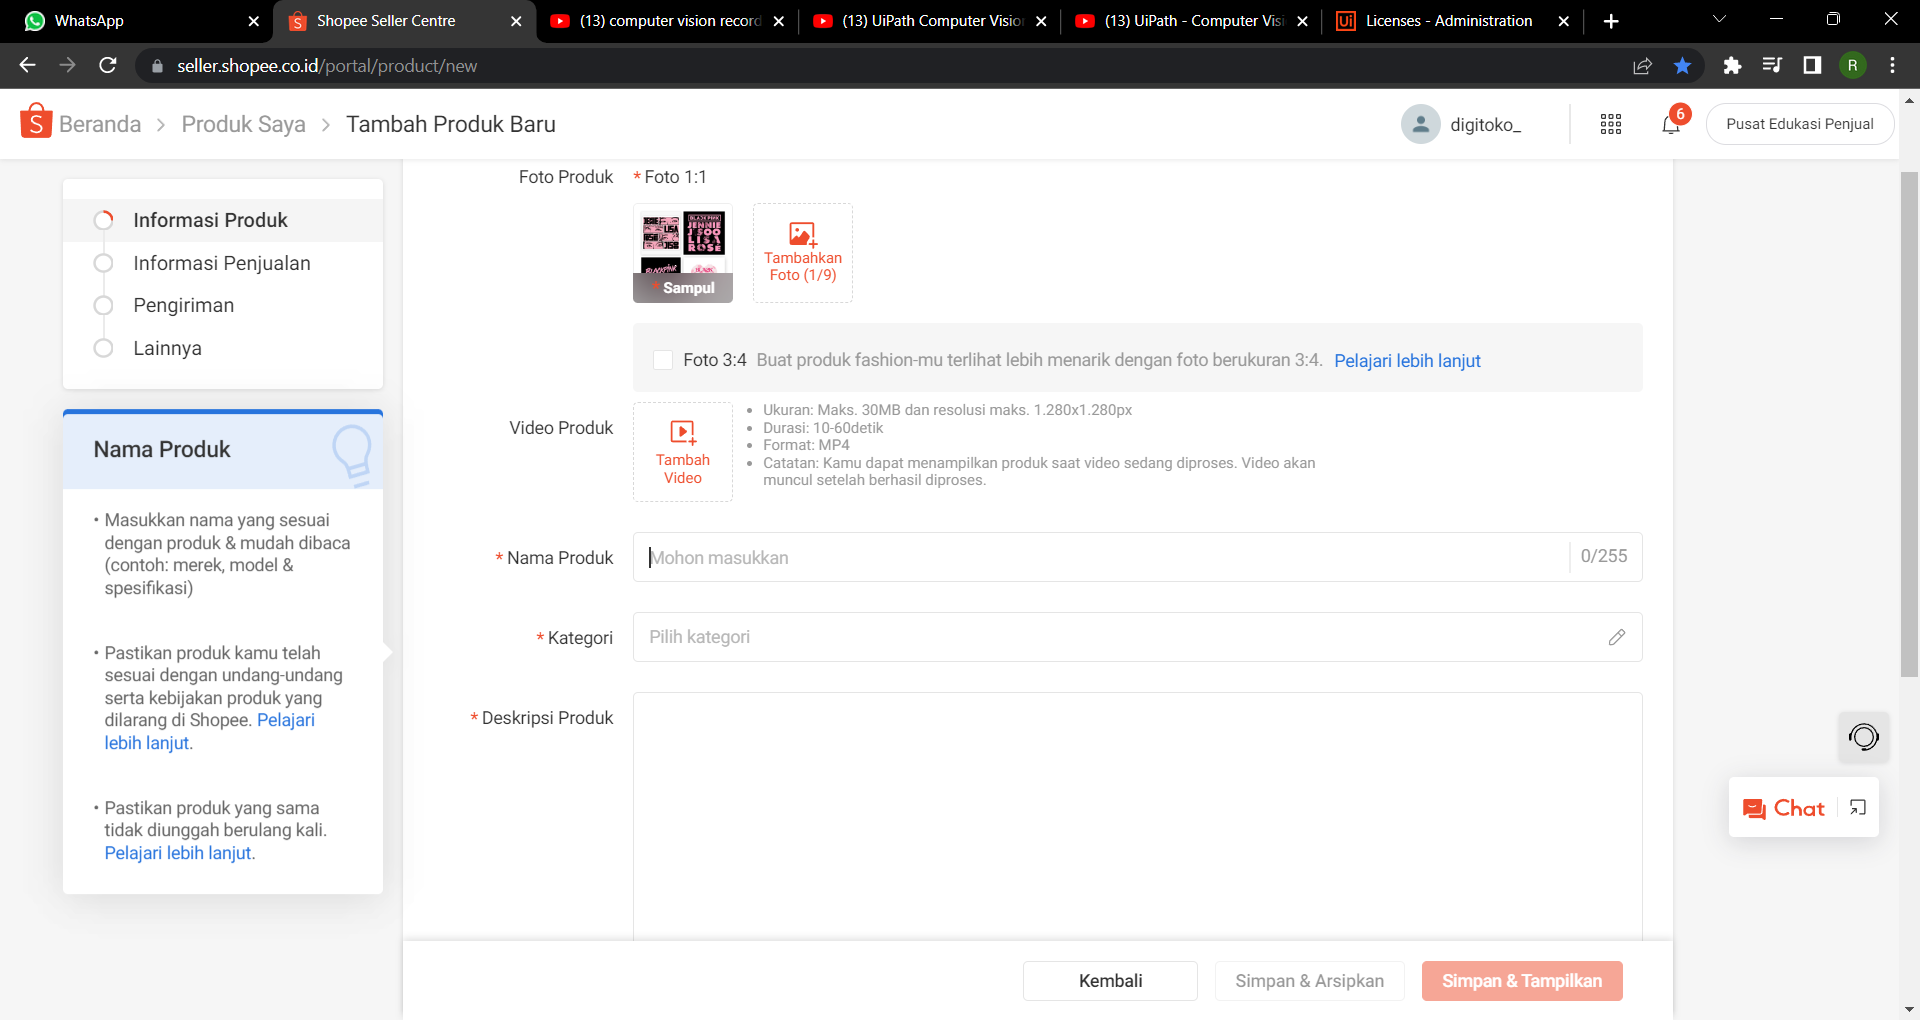 WhatsApp
Shopee Seller Centre
(13) computer vision record
(13) UiPath Computer Vision
(13) UiPath - Computer Vis
Licenses - Administration
seller.shopee.co.id/portal/product/new
R
Beranda > Produk Saya > Tambah Produk Baru
digitoko_
6
Pusat Edukasi Penjual
Informasi Produk
Informasi Penjualan
Pengiriman
Lainnya
Nama Produk
• Masukkan nama yang sesuai
dengan produk & mudah dibaca
(contoh: merek, model &
spesifikasi)
• Pastikan produk kamu telah
sesuai dengan undang-undang
serta kebijakan produk yang
dilarang di Shopee. Pelajari
lebih lanjut.
• Pastikan produk yang sama
tidak diunggah berulang kali.
Pelajari lebih lanjut.
Foto Produk
* Foto 1:1
BLACKPINK
JENNIE
JISOO
LISA
ROSE
* Sampul
Tambahkan
Foto (1/9)
Foto 3:4 Buat produk fashion-mu terlihat lebih menarik dengan foto berukuran 3:4. Pelajari lebih lanjut
Video Produk
Tambah
Video
• Ukuran: Maks. 30MB dan resolusi maks. 1.280x1.280px
• Durasi: 10-60detik
• Format: MP4
• Catatan: Kamu dapat menampilkan produk saat video sedang diproses. Video akan
muncul setelah berhasil diproses.
* Nama Produk
Mohon masukkan
0/255
* Kategori
Pilih kategori
* Deskripsi Produk
Chat
Kembali
Simpan & Arsipkan
Simpan & Tampilkan